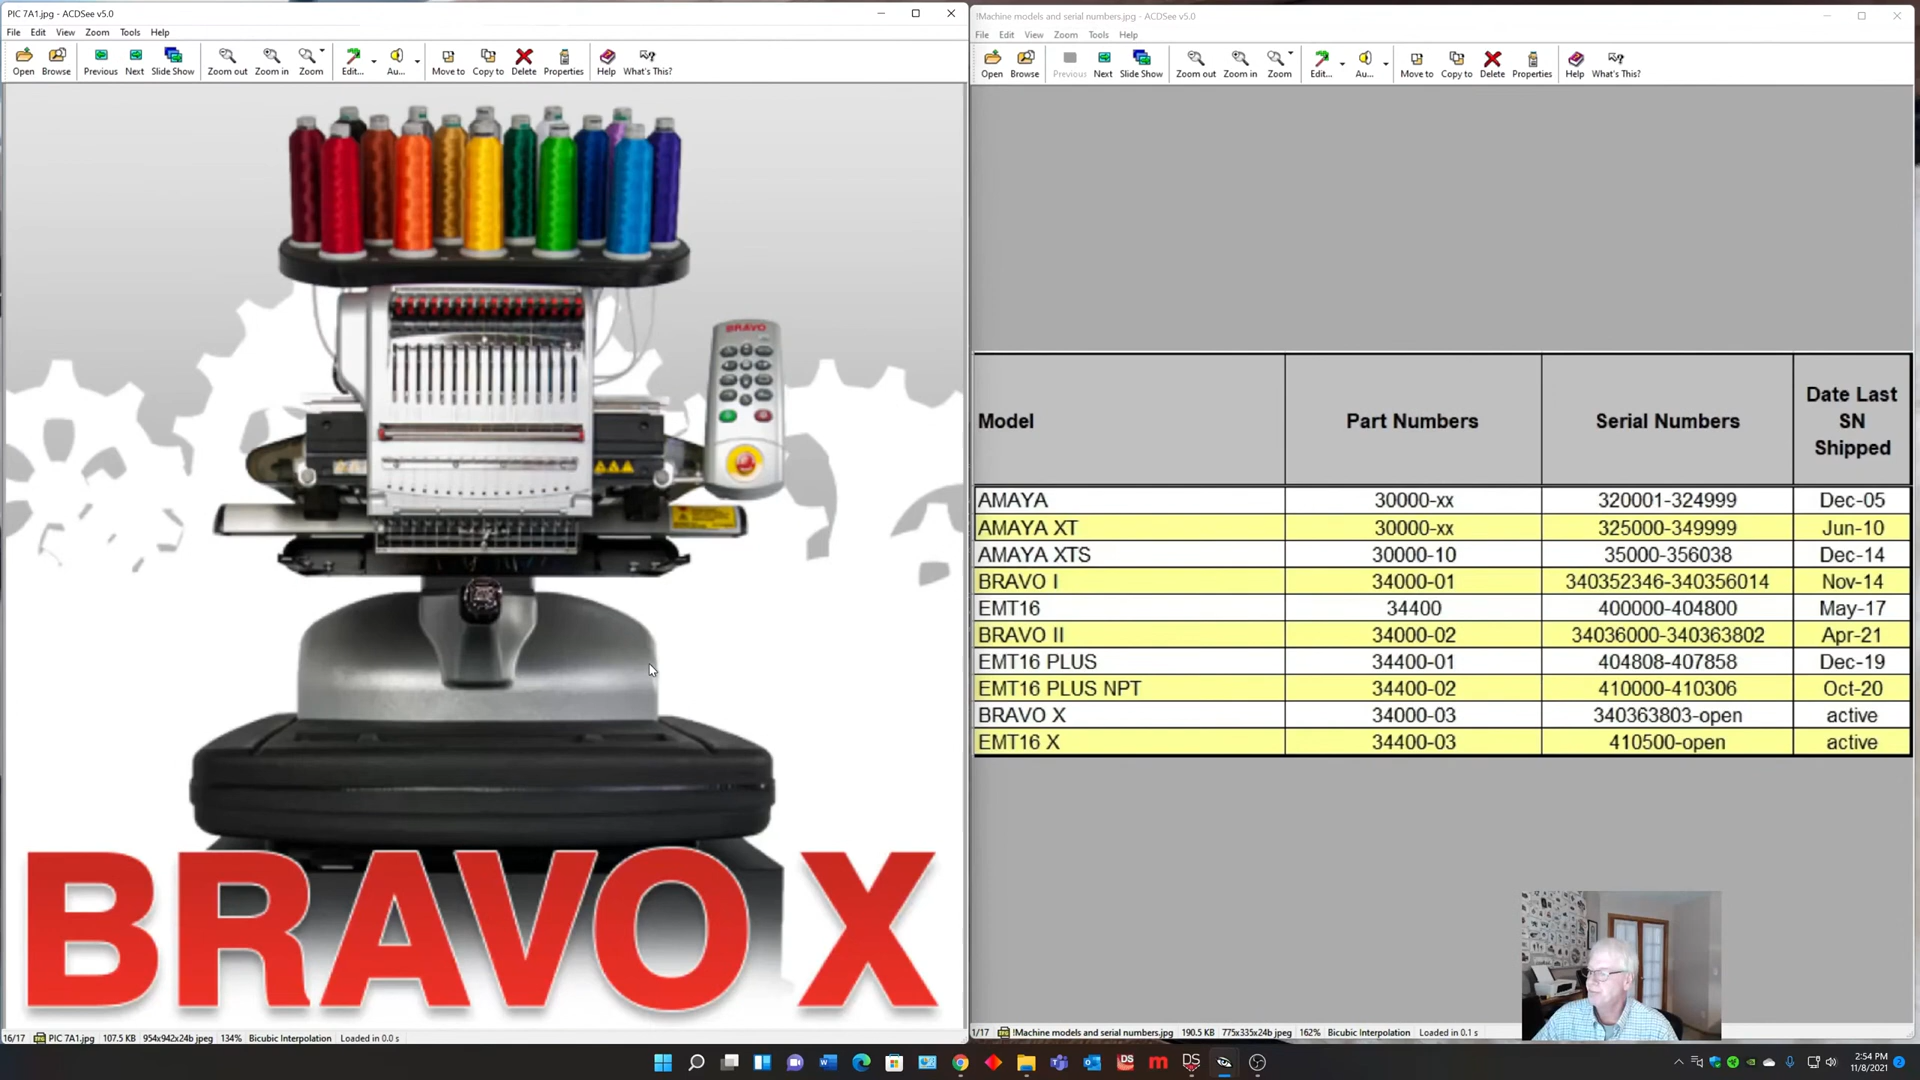 PIC 7A1.jpg - ACDSee v5.0
File Edit View Zoom Tools Help
Open Browse Previous Next Slide Show Zoom out Zoom in Zoom Edit... Au... Move to Copy to Delete Properties Help What's This?
BRAVO
BRAVO X
16/17 PIC 7A1.jpg 107.5 KB 954x942x24b jpeg 134% Bicubic Interpolation Loaded in 0.0 s
!Machine models and serial numbers.jpg - ACDSee v5.0
File Edit View Zoom Tools Help
Open Browse Previous Next Slide Show Zoom out Zoom in Zoom Edit... Au... Move to Copy to Delete Properties Help What's This?
Model Part Numbers Serial Numbers Date Last SN Shipped
AMAYA 30000-xx 320001-324999 Dec-05
AMAYA XT 30000-xx 325000-349999 Jun-10
AMAYA XTS 30000-10 35000-356038 Dec-14
BRAVO I 34000-01 340352346-340356014 Nov-14
EMT16 34400 400000-404800 May-17
BRAVO II 34000-02 34036000-340363802 Apr-21
EMT16 PLUS 34400-01 404808-407858 Dec-19
EMT16 PLUS NPT 34400-02 410000-410306 Oct-20
BRAVO X 34000-03 340363803-open active
EMT16 X 34400-03 410500-open active
1/17 !Machine models and serial numbers.jpg 190.5 KB 775x335x24b jpeg 162% Bicubic Interpolation Loaded in 0.1 s
DS m DS
2:54 PM
11/8/2021